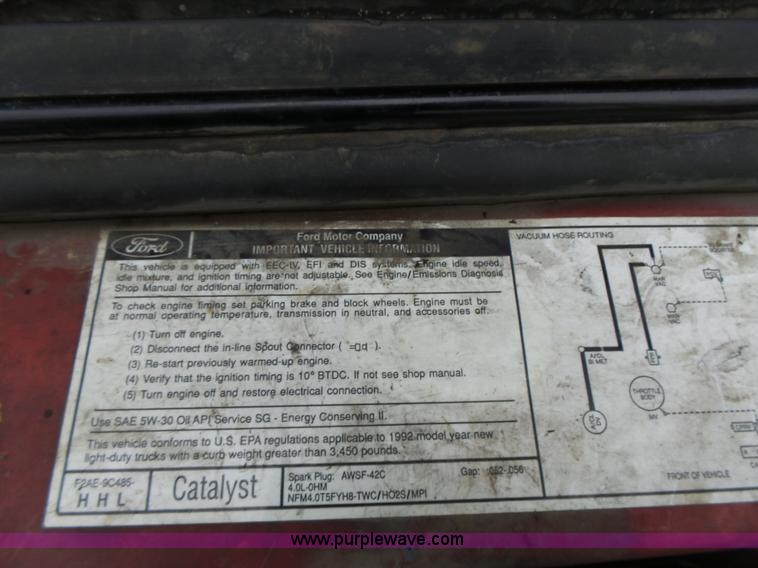 Ford
Ford Motor Company
IMPORTANT VEHICLE INFORMATION
This vehicle is equipped with EEC-IV, EFI and DIS systems. Engine idle speed,
idle mixture, and ignition timing are not adjustable. See Engine/Emissions Diagnosis
Shop Manual for additional information.
To check engine timing set parking brake and block wheels. Engine must be
at normal operating temperature, transmission in neutral, and accessories off.
(1) Turn off engine.
(2) Disconnect the in-line Spout Connector ( ).
(3) Re-start previously warmed-up engine.
(4) Verify that the ignition timing is 10° BTDC. If not see shop manual.
(5) Turn engine off and restore electrical connection.
Use SAE 5W-30 Oil API Service SG - Energy Conserving II.
This vehicle conforms to U.S. EPA regulations applicable to 1992 model year new
light-duty trucks with a curb weight greater than 3,450 pounds.
F2AE-9C485-
H H L
Catalyst
Spark Plug: AWSF-42C Gap: .052-.056
4.0L-0HM
NFM4.0T5FYH8-TWC/HO2S/MPI
VACUUM HOSE ROUTING
MAN
VAC
MAN
VAC
A/CL
BI MET
THROTTLE
BODY
MV
FRONT OF VEHICLE
www.purplewave.com